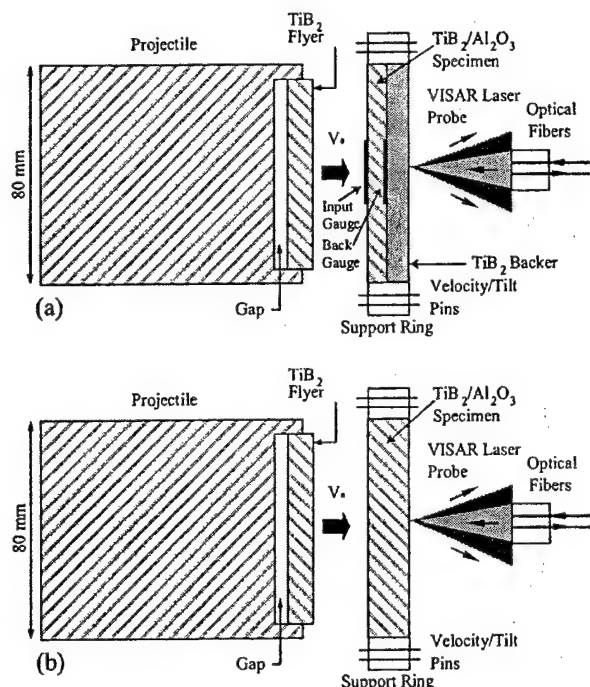 TiB2
Flyer
Projectile
TiB2/Al2O3
Specimen
VISAR Laser
Probe
Optical
Fibers
80 mm
Vo
Input
Gauge
Back
Gauge
TiB2 Backer
Velocity/Tilt
Pins
(a)
Gap
Support Ring
TiB2
Flyer
Projectile
TiB2/Al2O3
Specimen
VISAR Laser
Probe
Optical
Fibers
80 mm
Vo
Velocity/Tilt
Pins
(b)
Gap
Support Ring